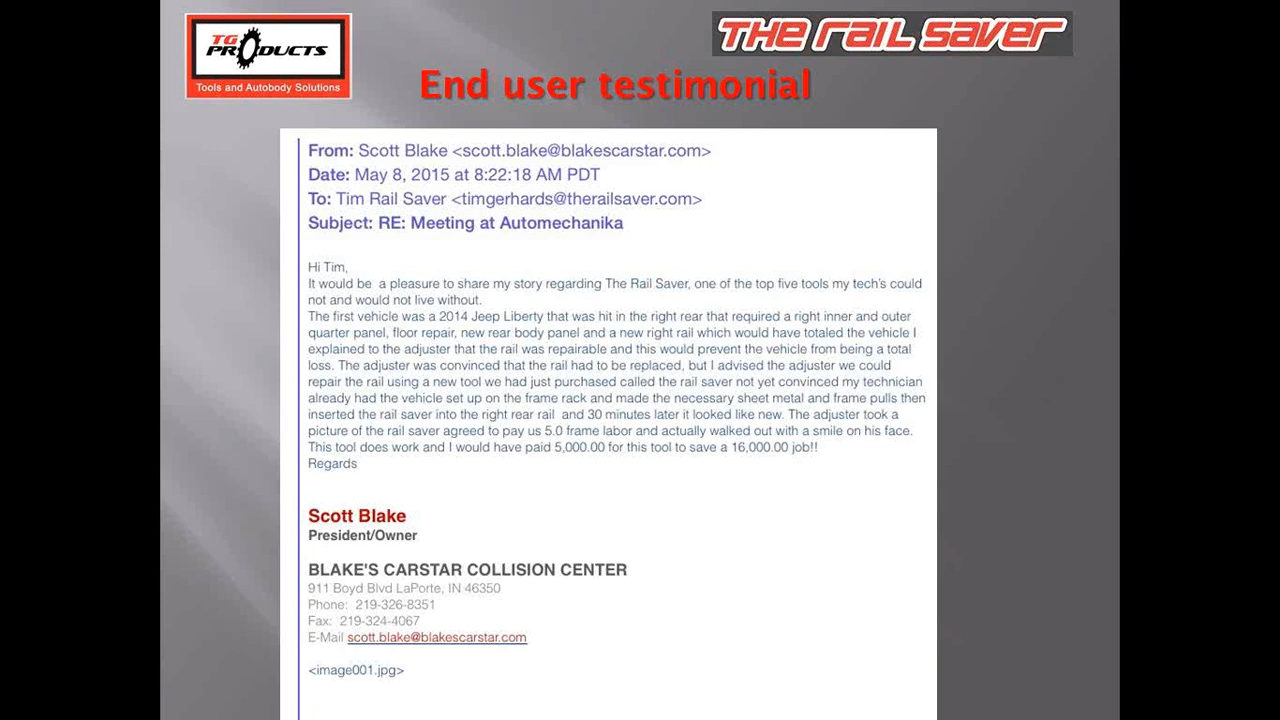 TG
PRODUCTS
Tools and Autobody Solutions
THE RAIL SAVER
End user testimonial
From: Scott Blake <scott.blake@blakescarstar.com>
Date: May 8, 2015 at 8:22:18 AM PDT
To: Tim Rail Saver <timgerhards@therailsaver.com>
Subject: RE: Meeting at Automechanika
Hi Tim,
It would be  a pleasure to share my story regarding The Rail Saver, one of the top five tools my tech's could
not and would not live without.
The first vehicle was a 2014 Jeep Liberty that was hit in the right rear that required a right inner and outer
quarter panel, floor repair, new rear body panel and a new right rail which would have totaled the vehicle I
explained to the adjuster that the rail was repairable and this would prevent the vehicle from being a total
loss. The adjuster was convinced that the rail had to be replaced, but I advised the adjuster we could
repair the rail using a new tool we had just purchased called the rail saver not yet convinced my technician
already had the vehicle set up on the frame rack and made the necessary sheet metal and frame pulls then
inserted the rail saver into the right rear rail  and 30 minutes later it looked like new. The adjuster took a
picture of the rail saver agreed to pay us 5.0 frame labor and actually walked out with a smile on his face.
This tool does work and I would have paid 5,000.00 for this tool to save a 16,000.00 job!!
Regards
Scott Blake
President/Owner
BLAKE'S CARSTAR COLLISION CENTER
911 Boyd Blvd LaPorte, IN 46350
Phone:  219-326-8351
Fax:  219-324-4067
E-Mail scott.blake@blakescarstar.com
<image001.jpg>